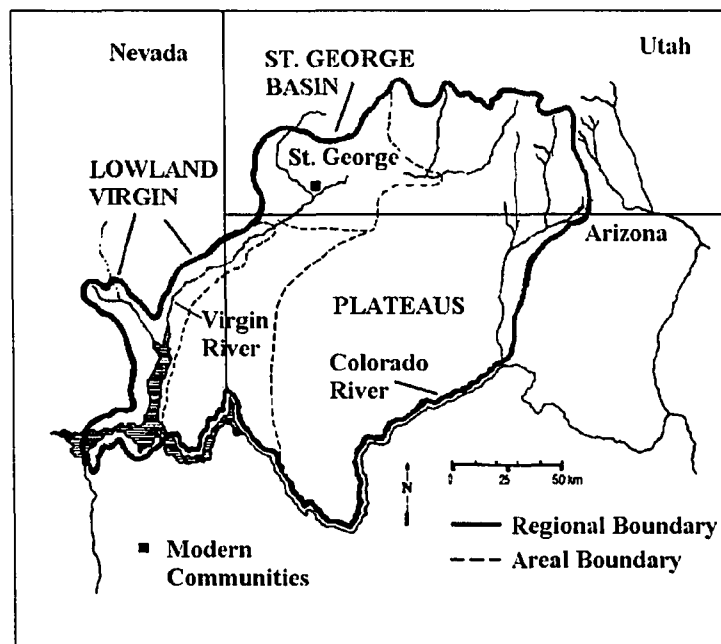 Nevada
Utah
ST. GEORGE
BASIN
St. George
LOWLAND
VIRGIN
Arizona
Virgin
River
PLATEAUS
Colorado
River
N
0 25 50 km
Regional Boundary
Areal Boundary
Modern
Communities